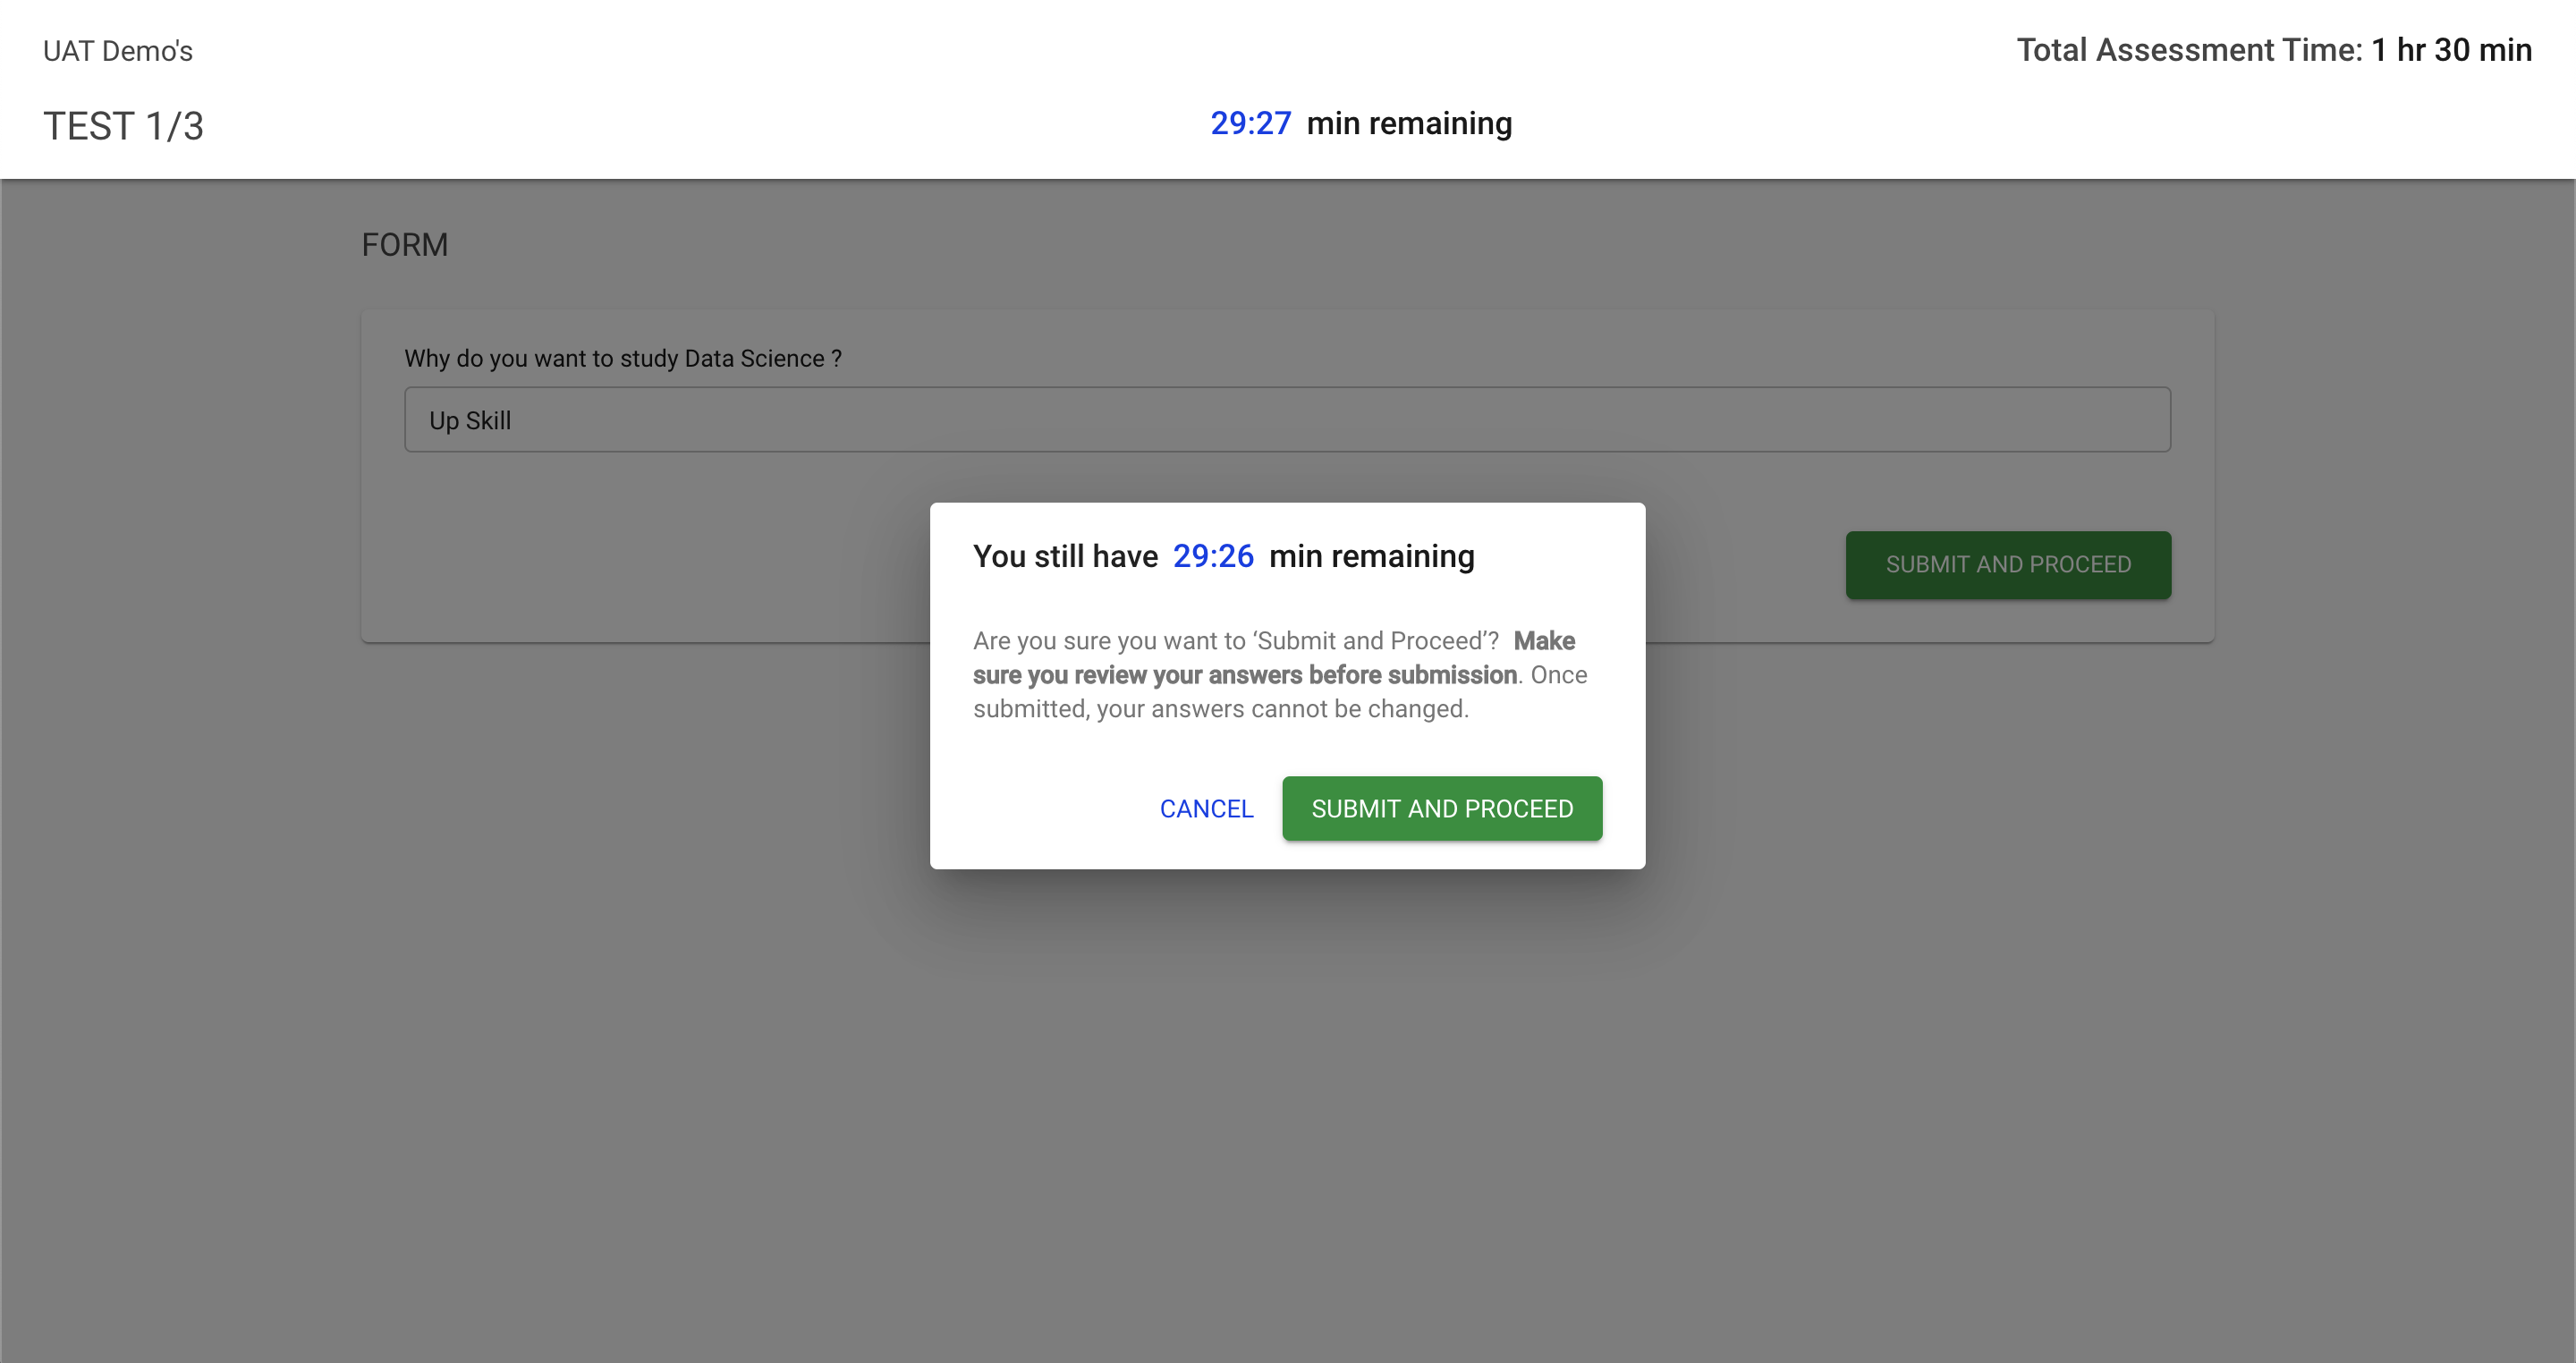 UAT Demo's
Total Assessment Time: 1 hr 30 min
TEST 1/3
29:27 min remaining
FORM
Why do you want to study Data Science ?
Up Skill
SUBMIT AND PROCEED
You still have 29:26 min remaining
Are you sure you want to ‘Submit and Proceed’? Make
sure you review your answers before submission. Once
submitted, your answers cannot be changed.
CANCEL
SUBMIT AND PROCEED